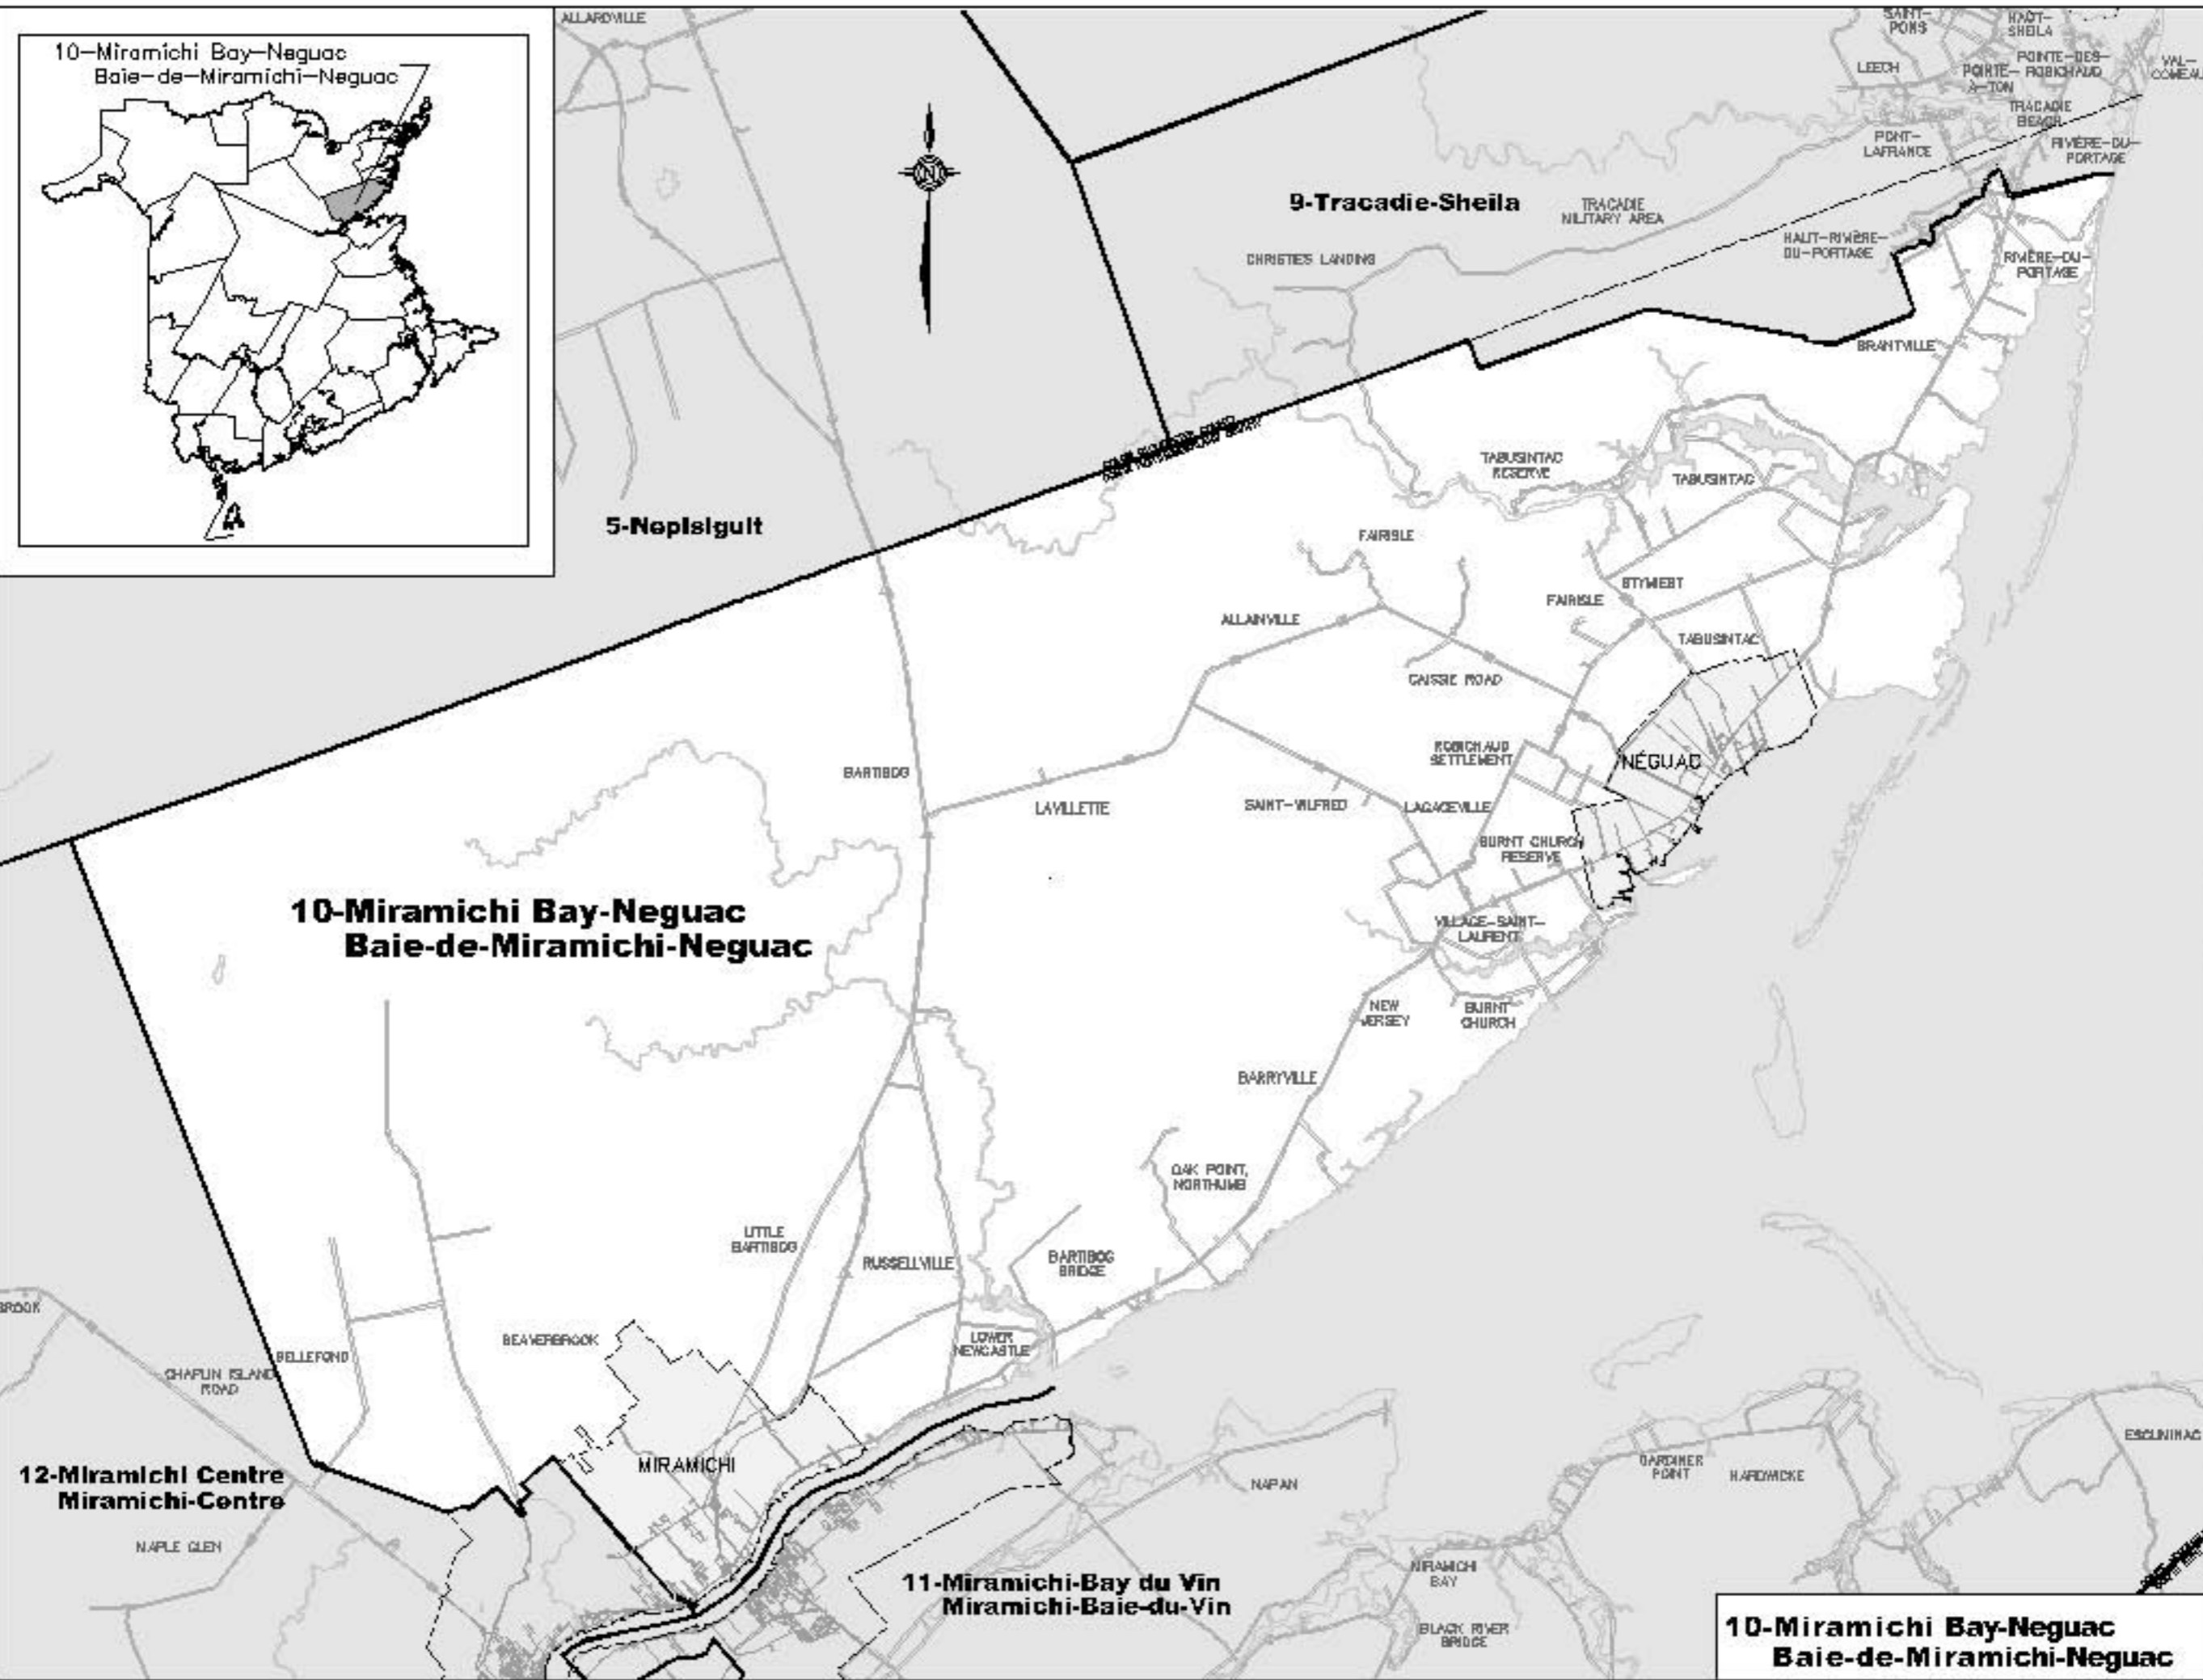 10-Miramichi Bay-Neguac
Baie-de-Miramichi-Neguac
ALLARDVILLE
SAINT-
PONS
HAUT-
SHEILA
LEECH
POINTE-
À-TON
POINTE-DES-
ROBICHAUD
VAL-
COMEAU
TRACADIE
BEACH
PONT-
LAFRANCE
RIVIÈRE-DU-
PORTAGE
9-Tracadie-Sheila
TRACADIE
MILITARY AREA
N
CHRISTIES LANDING
HAUT-RIVIÈRE-
DU-PORTAGE
RIVIÈRE-DU-
PORTAGE
BRANTVILLE
TABUSINTAC
RESERVE
TABUSINTAC
5-Nepisiguit
FAIRISLE
STYMIEST
FAIRISLE
ALLAINVILLE
TABUSINTAC
CAISSIE ROAD
ROBICHAUD
SETTLEMENT
NÉGUAC
BARTIBOG
LAVILLETTE
SAINT-WILFRED
LAGACEVILLE
BURNT CHURCH
RESERVE
10-Miramichi Bay-Neguac
Baie-de-Miramichi-Neguac
VILLAGE-SAINT-
LAURENT
NEW
JERSEY
BURNT
CHURCH
BARRYVILLE
OAK POINT,
NORTHUMB
LITTLE
BARTIBOG
RUSSELLVILLE
BARTIBOG
BRIDGE
BROOK
BEAVERBROOK
LOWER
NEWCASTLE
BELLEFOND
CHAPLIN ISLAND
ROAD
12-Miramichi Centre
Miramichi-Centre
MIRAMICHI
NAPAN
GARDINER
POINT
HARDWICKE
ESCUMINAC
MAPLE GLEN
11-Miramichi-Bay du Vin
Miramichi-Baie-du-Vin
MIRAMICHI
BAY
BLACK RIVER
BRIDGE
10-Miramichi Bay-Neguac
Baie-de-Miramichi-Neguac